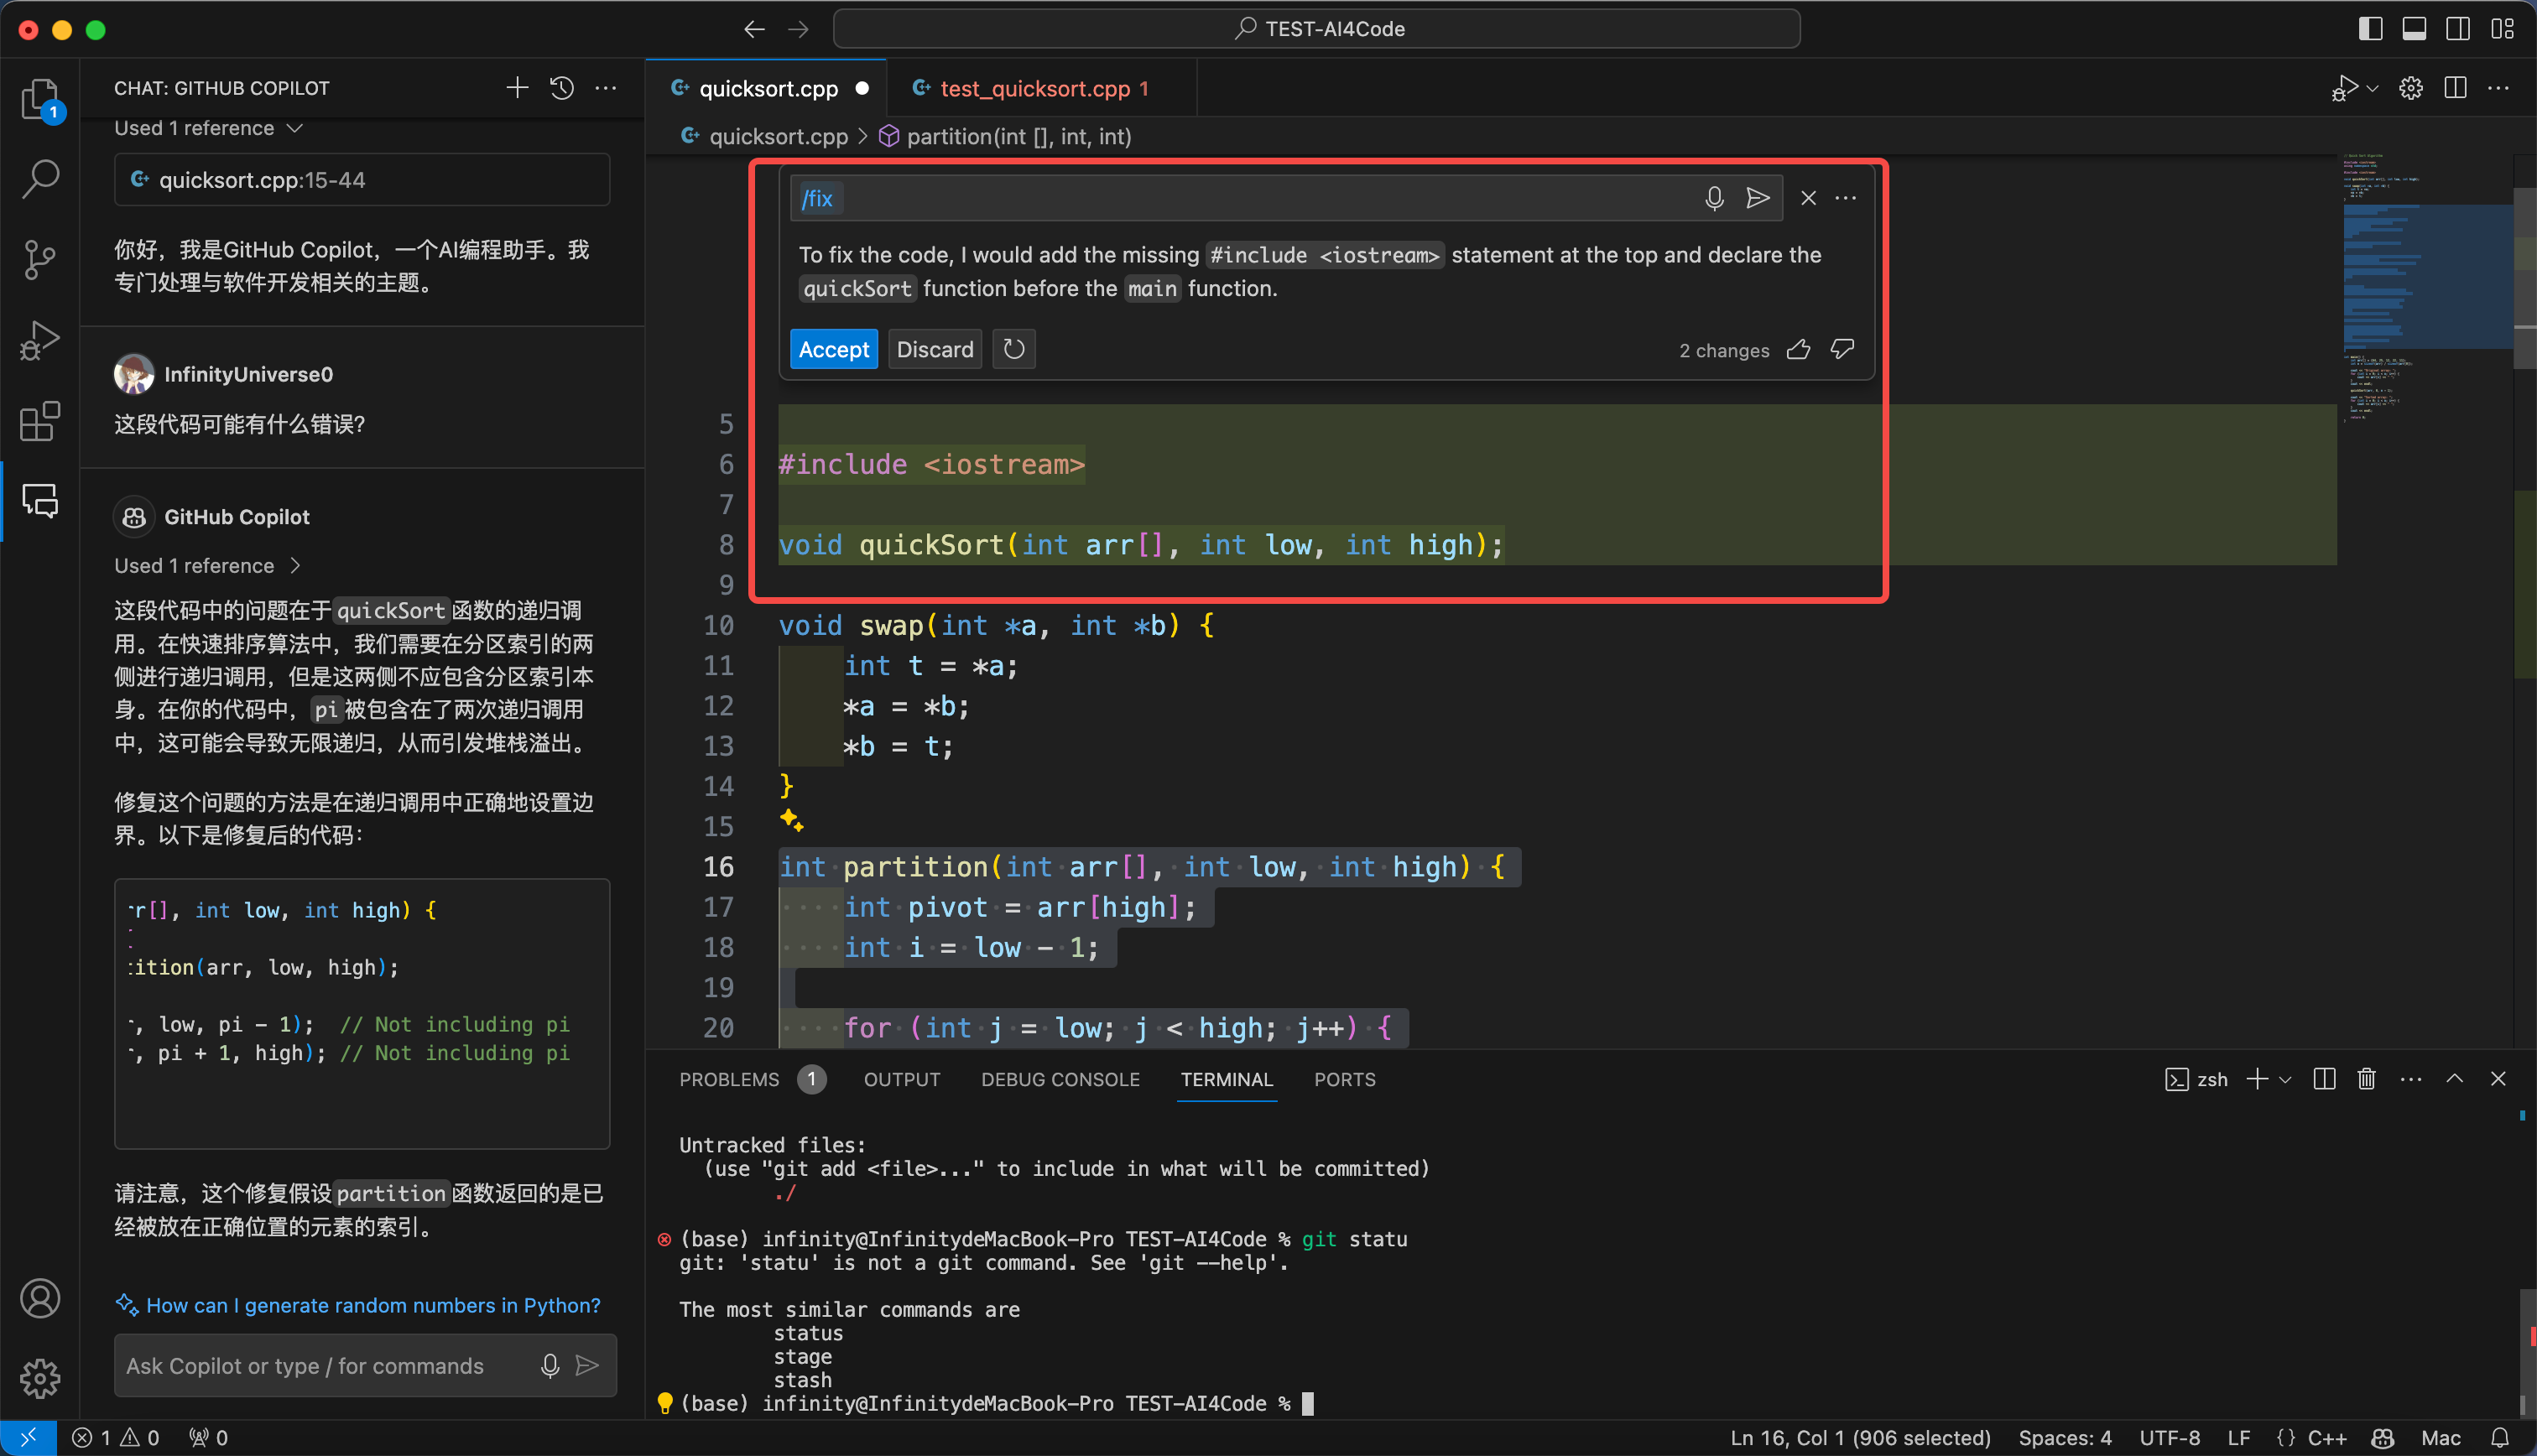 TEST-AI4Code
1
CHAT: GITHUB COPILOT
Used 1 reference
quicksort.cpp:15-44
你好，我是GitHub Copilot，一个AI编程助手。我
专门处理与软件开发相关的主题。
InfinityUniverse0
这段代码可能有什么错误?
GitHub Copilot
Used 1 reference
这段代码中的问题在于quickSort函数的递归调
用。在快速排序算法中，我们需要在分区索引的两
侧进行递归调用，但是这两侧不应包含分区索引本
身。在你的代码中，pi被包含在了两次递归调用
中，这可能会导致无限递归，从而引发堆栈溢出。
修复这个问题的方法是在递归调用中正确地设置边
界。以下是修复后的代码：
r[], int low, int high) {
ition(arr, low, high);
, low, pi - 1);  // Not including pi
, pi + 1, high); // Not including pi
请注意，这个修复假设partition函数返回的是已
经被放在正确位置的元素的索引。
How can I generate random numbers in Python?
Ask Copilot or type / for commands
quicksort.cpp
test_quicksort.cpp 1
quicksort.cpp > partition(int [], int, int)
/fix
To fix the code, I would add the missing #include <iostream> statement at the top and declare the
quickSort function before the main function.
Accept Discard 2 changes
5
6 #include <iostream>
7
8 void quickSort(int arr[], int low, int high);
9
10 void swap(int *a, int *b) {
11     int t = *a;
12     *a = *b;
13     *b = t;
14 }
15
16 int partition(int arr[], int low, int high) {
17     int pivot = arr[high];
18     int i = low - 1;
19
20     for (int j = low; j < high; j++) {
PROBLEMS 1 OUTPUT DEBUG CONSOLE TERMINAL PORTS zsh
Untracked files:
  (use "git add <file>..." to include in what will be committed)
        ./
(base) infinity@InfinitydeMacBook-Pro TEST-AI4Code % git statu
git: 'statu' is not a git command. See 'git --help'.
The most similar commands are
        status
        stage
        stash
(base) infinity@InfinitydeMacBook-Pro TEST-AI4Code %
1 0 0 Ln 16, Col 1 (906 selected) Spaces: 4 UTF-8 LF {} C++ Mac